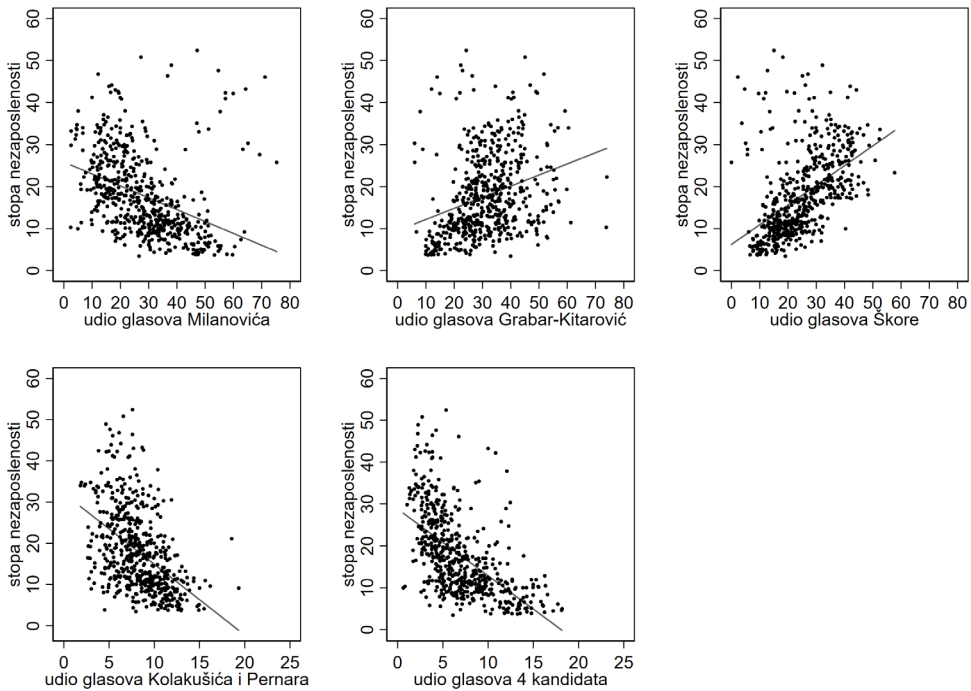 stopa nezaposlenosti
60
50
40
30
20
10
0
0 10 20 30 40 50 60 70 80
udio glasova Milanovića
stopa nezaposlenosti
60
50
40
30
20
10
0
0 10 20 30 40 50 60 70 80
udio glasova Grabar-Kitarović
stopa nezaposlenosti
60
50
40
30
20
10
0
0 10 20 30 40 50 60 70 80
udio glasova Škore
stopa nezaposlenosti
60
50
40
30
20
10
0
0 5 10 15 20 25
udio glasova Kolakušića i Pernara
stopa nezaposlenosti
60
50
40
30
20
10
0
0 5 10 15 20 25
udio glasova 4 kandidata